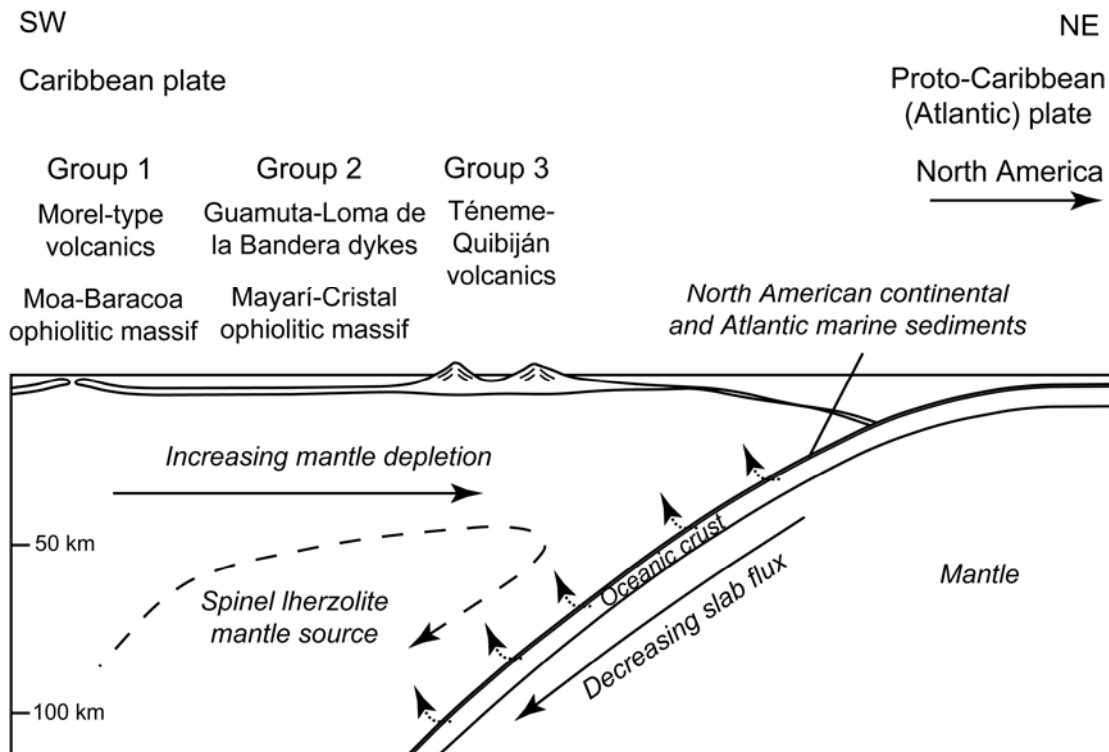 SW
NE
Caribbean plate
Proto-Caribbean
(Atlantic) plate
North America
Group 1
Group 2
Group 3
Morel-type
volcanics
Guamuta-Loma de
la Bandera dykes
Téneme-
Quibiján
volcanics
Moa-Baracoa
ophiolitic massif
Mayarí-Cristal
ophiolitic massif
North American continental
and Atlantic marine sediments
Increasing mantle depletion
50 km
Oceanic crust
Spinel lherzolite
mantle source
Decreasing slab flux
Mantle
100 km